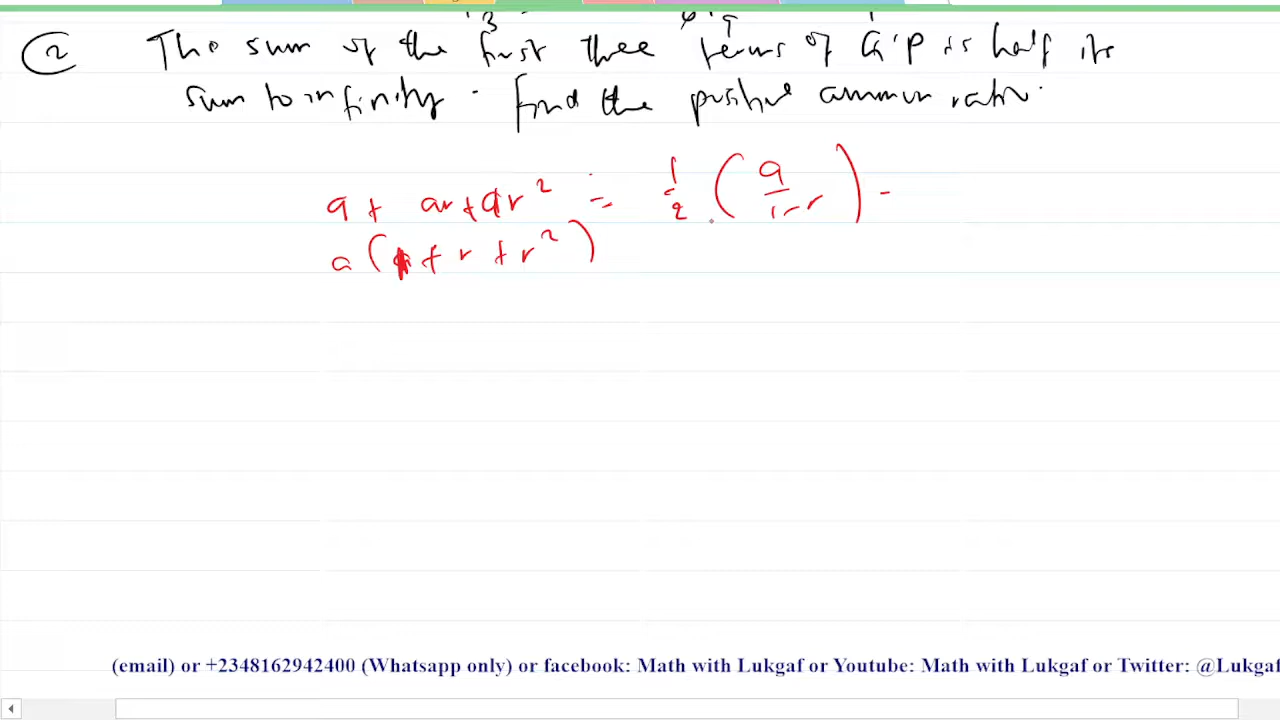 ② The sum of the first three terms of G.P is half its
sum to infinity. find the positive common ratio.
a + ar + ar² = 1/2 ( a/1-r ) -
a ( 1 + r + r² )
(email) or +2348162942400 (Whatsapp only) or facebook: Math with Lukgaf or Youtube: Math with Lukgaf or Twitter: @Lukgaf